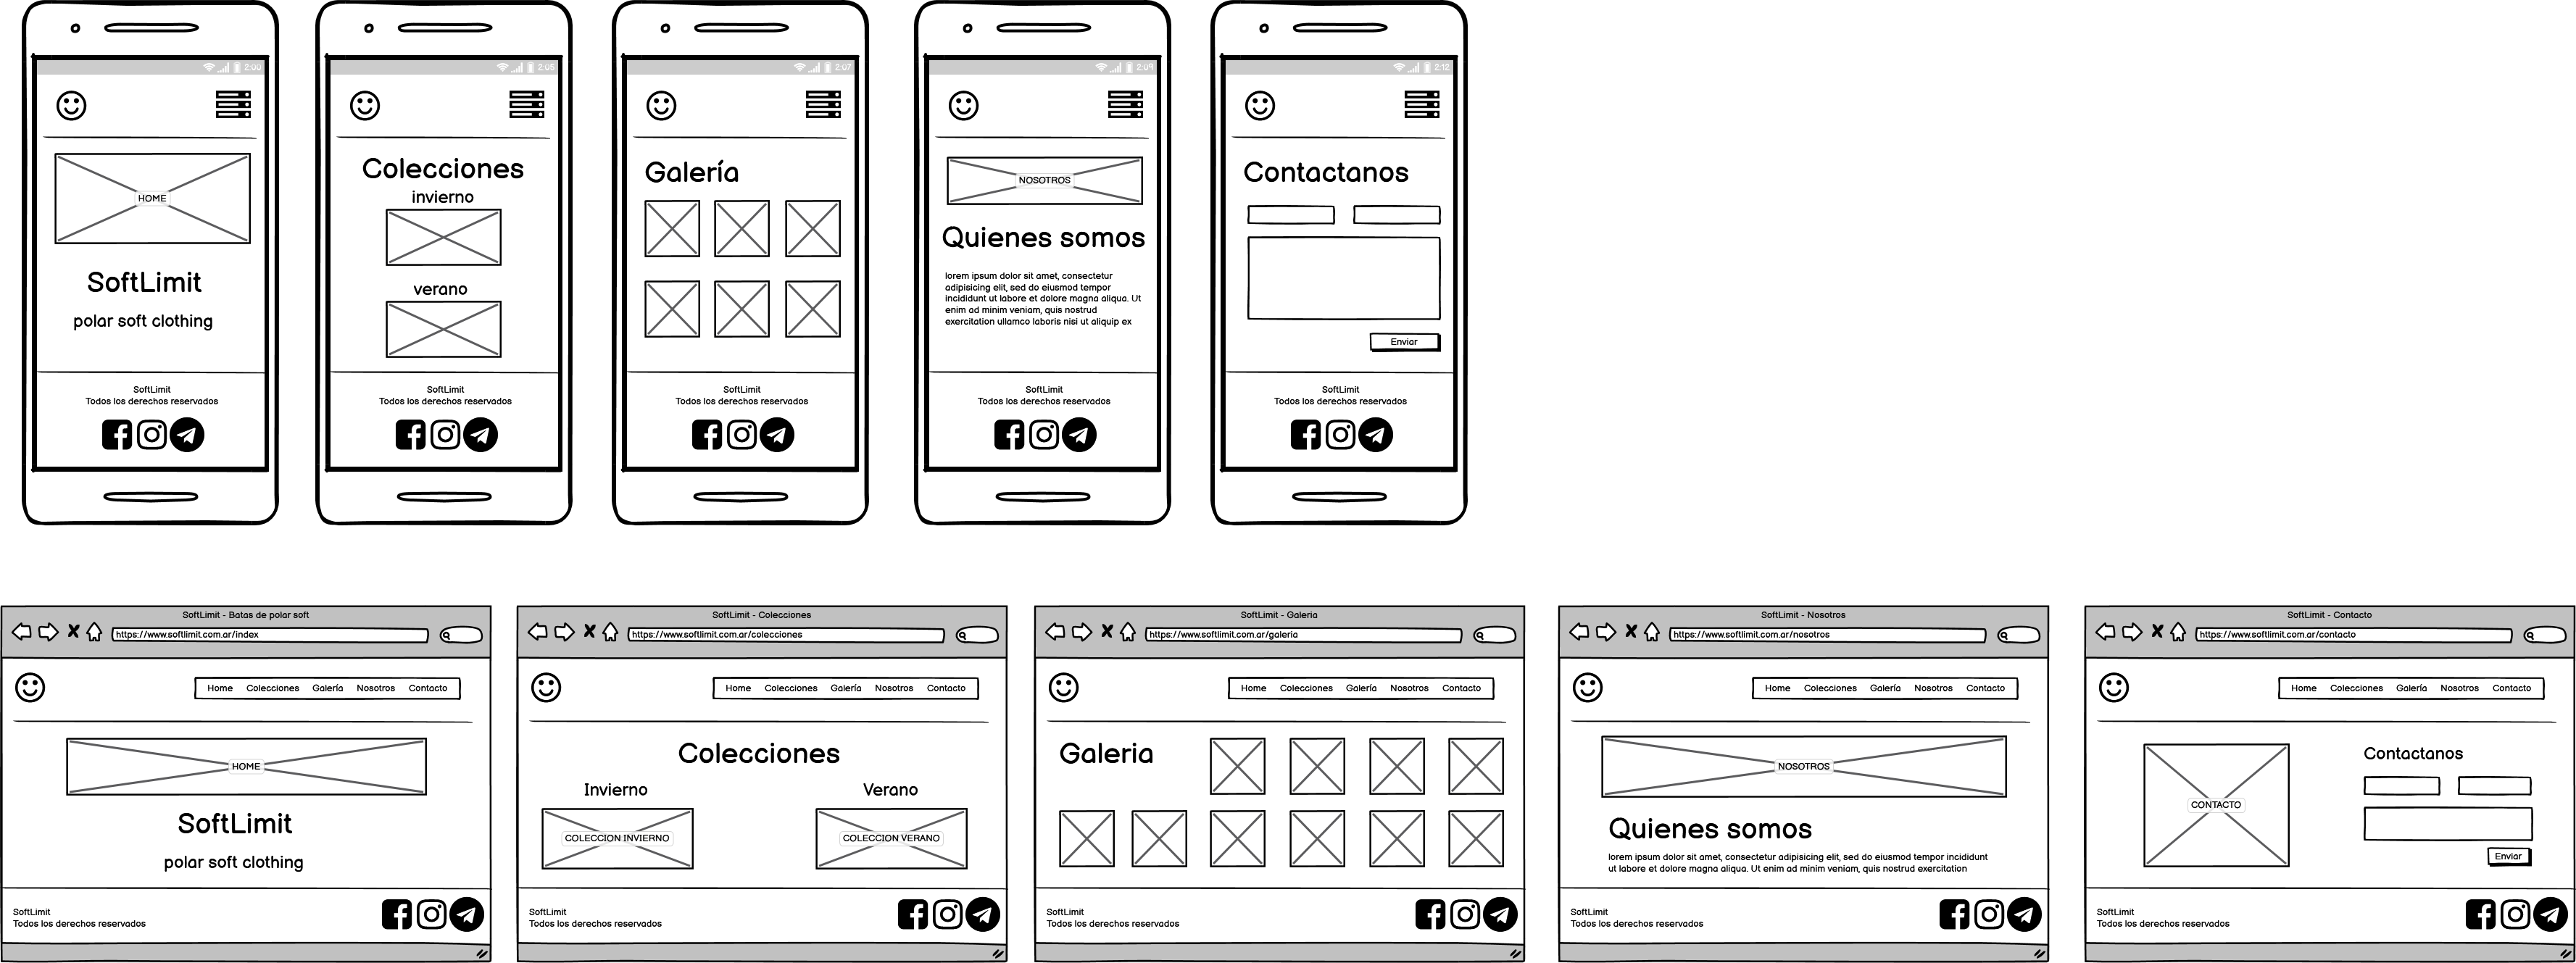 2:00
HOME
SoftLimit
polar soft clothing
SoftLimit
Todos los derechos reservados
2:05
Colecciones
invierno
verano
SoftLimit
Todos los derechos reservados
2:07
Galería
SoftLimit
Todos los derechos reservados
2:09
NOSOTROS
Quienes somos
lorem ipsum dolor sit amet, consectetur
adipisicing elit, sed do eiusmod tempor
incididunt ut labore et dolore magna aliqua. Ut
enim ad minim veniam, quis nostrud
exercitation ullamco laboris nisi ut aliquip ex
SoftLimit
Todos los derechos reservados
2:12
Contactanos
Enviar
SoftLimit
Todos los derechos reservados
SoftLimit - Batas de polar soft
https://www.softlimit.com.ar/index
Home Colecciones Galería Nosotros Contacto
HOME
SoftLimit
polar soft clothing
SoftLimit
Todos los derechos reservados
SoftLimit - Colecciones
https://www.softlimit.com.ar/colecciones
Home Colecciones Galería Nosotros Contacto
Colecciones
Invierno Verano
COLECCION INVIERNO COLECCION VERANO
SoftLimit
Todos los derechos reservados
SoftLimit - Galeria
https://www.softlimit.com.ar/galeria
Home Colecciones Galería Nosotros Contacto
Galeria
SoftLimit
Todos los derechos reservados
SoftLimit - Nosotros
https://www.softlimit.com.ar/nosotros
Home Colecciones Galería Nosotros Contacto
NOSOTROS
Quienes somos
lorem ipsum dolor sit amet, consectetur adipisicing elit, sed do eiusmod tempor incididunt
ut labore et dolore magna aliqua. Ut enim ad minim veniam, quis nostrud exercitation
SoftLimit
Todos los derechos reservados
SoftLimit - Contacto
https://www.softlimit.com.ar/contacto
Home Colecciones Galería Nosotros Contacto
Contactanos
CONTACTO
Enviar
SoftLimit
Todos los derechos reservados